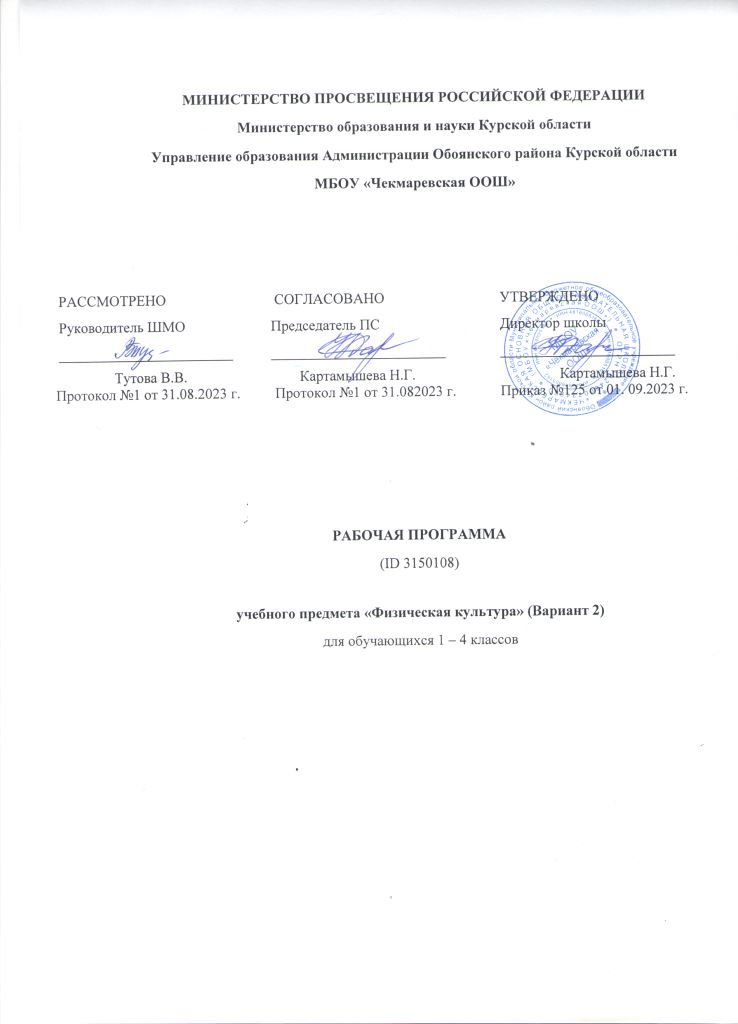 МИНИСТЕРСТВО ПРОСВЕЩЕНИЯ РОССИЙСКОЙ ФЕДЕРАЦИИ
Министерство образования и науки Курской области
Управление образования Администрации Обоянского района Курской области
МБОУ «Чекмаревская ООШ»
РАССМОТРЕНО
Руководитель ШМО
Тутова В.В.
Протокол №1 от 31.08.2023 г.
СОГЛАСОВАНО
Председатель ПС
Картамышева Н.Г.
Протокол №1 от 31.082023 г.
УТВЕРЖДЕНО
Директор школы
Картамышева Н.Г.
Приказ №125 от 01. 09.2023 г.
РАБОЧАЯ ПРОГРАММА
(ID 3150108)
учебного предмета «Физическая культура» (Вариант 2)
для обучающихся 1 – 4 классов